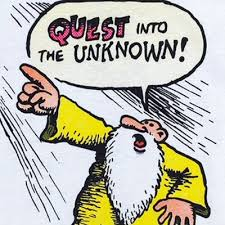 QUEST INTO
THE UNKNOWN!